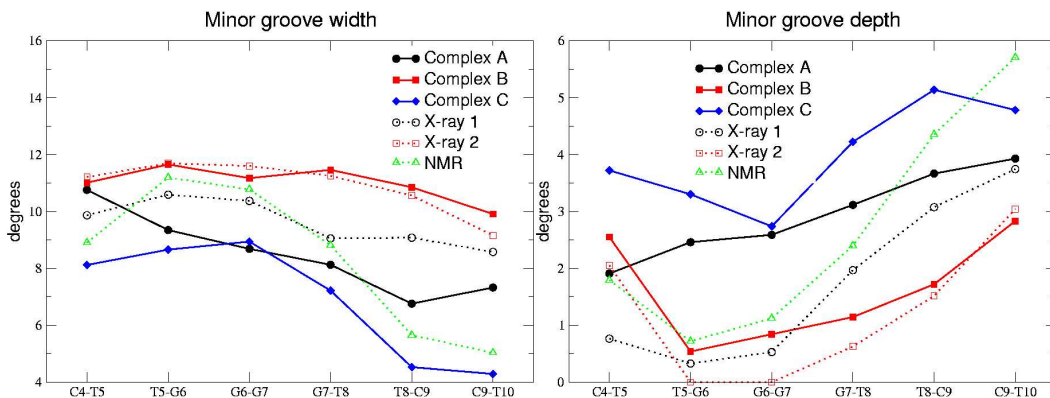 Minor groove width
degrees
16
14
12
10
8
6
4
Complex A
Complex B
Complex C
X-ray 1
X-ray 2
NMR
C4-T5 T5-G6 G6-G7 G7-T8 T8-C9 C9-T10
Minor groove depth
degrees
6
5
4
3
2
1
0
Complex A
Complex B
Complex C
X-ray 1
X-ray 2
NMR
C4-T5 T5-G6 G6-G7 G7-T8 T8-C9 C9-T10